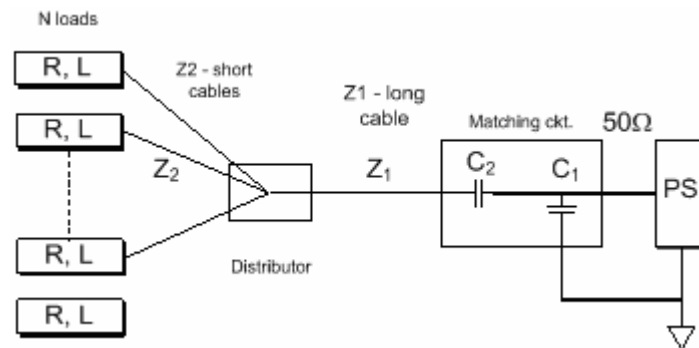 N loads
R, L
Z2 - short
cables
Z1 - long
cable
Matching ckt.
50Ω
R, L
Z₂
Z₁
C₂
C₁
PS
R, L
Distributor
R, L